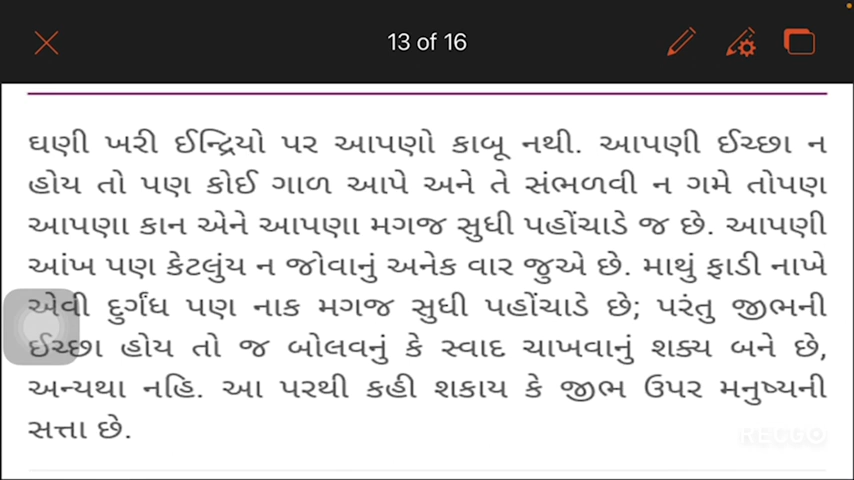 13 of 16
ઘણી ખરી ઈન્દ્રિયો પર આપણો કાબૂ નથી. આપણી ઈચ્છા ન
હોય તો પણ કોઈ ગાળ આપે અને તે સંભળવી ન ગમે તોપણ
આપણા કાન એને આપણા મગજ સુધી પહોંચાડે જ છે. આપણી
આંખ પણ કેટલુંય ન જોવાનું અનેક વાર જુએ છે. માથું ફાડી નાખે
એવી દુર્ગંધ પણ નાક મગજ સુધી પહોંચાડે છે; પરંતુ જીભની
ઈચ્છા હોય તો જ બોલવનું કે સ્વાદ ચાખવાનું શક્ય બને છે,
અન્યથા નહિ. આ પરથી કહી શકાય કે જીભ ઉપર મનુષ્યની
સત્તા છે.
RECGO